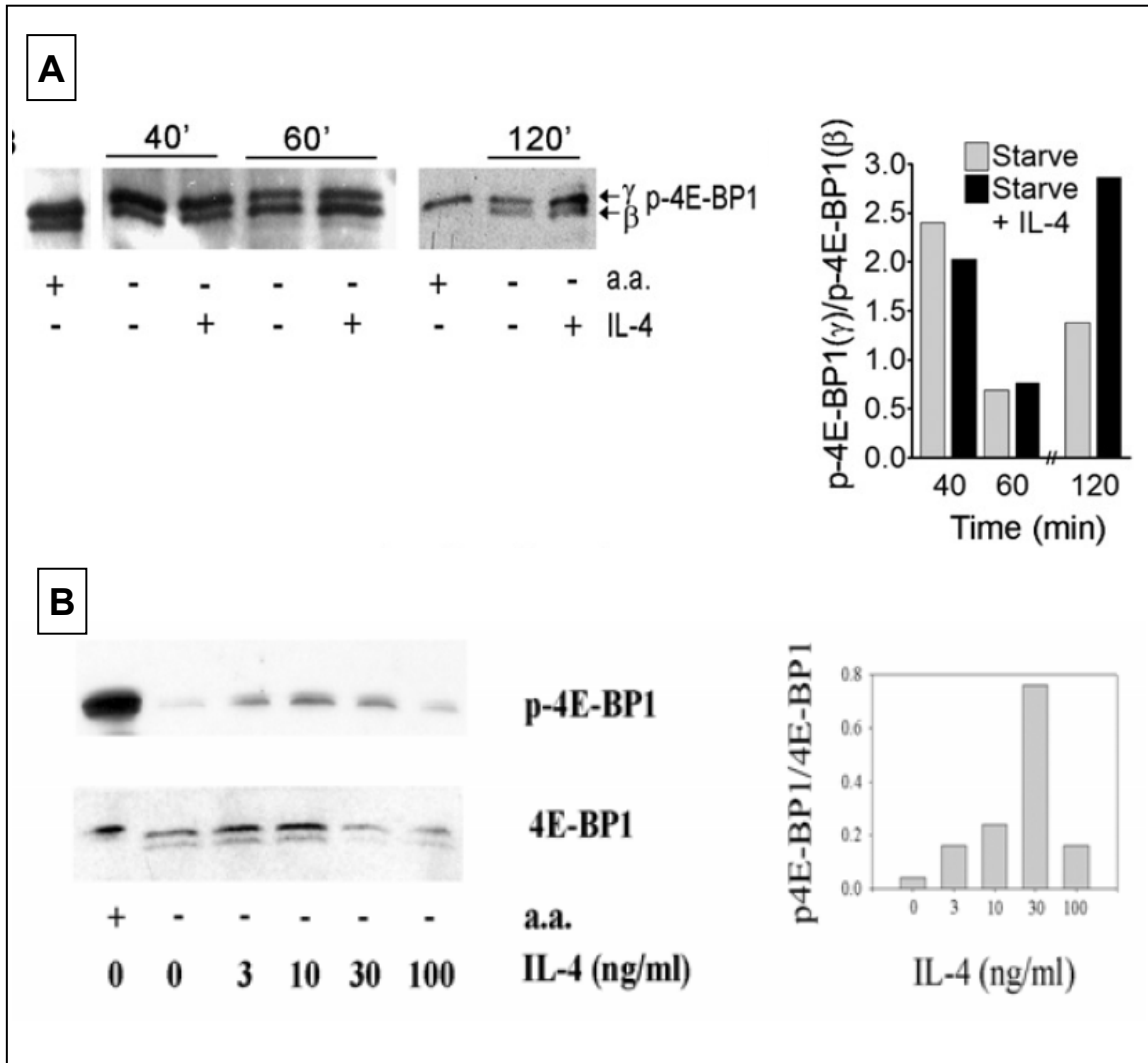 A
40’ 60’ 120’
γ
β
p-4E-BP1
+ - - - - + - - a.a.
- - + - + - - + IL-4
Starve
Starve
+ IL-4
p-4E-BP1(γ)/p-4E-BP1(β)
3.0
2.5
2.0
1.5
1.0
0.5
0.0
40 60 // 120
Time (min)
B
p-4E-BP1
4E-BP1
+ - - - - - a.a.
0 0 3 10 30 100 IL-4 (ng/ml)
p4E-BP1/4E-BP1
0.8
0.6
0.4
0.2
0.0
0 3 10 30 100
IL-4 (ng/ml)